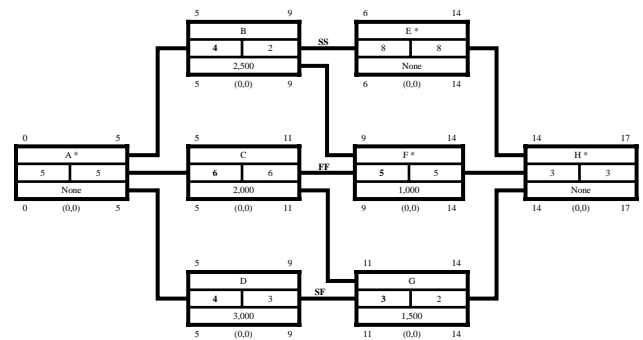 5 9
B
4 2
2,500
5 (0,0) 9
SS
6 14
E *
8 8
None
6 (0,0) 14
0 5
A *
5 5
None
0 (0,0) 5
5 11
C
6 6
2,000
5 (0,0) 11
FF
9 14
F *
5 5
1,000
9 (0,0) 14
14 17
H *
3 3
None
14 (0,0) 17
5 9
D
4 3
3,000
5 (0,0) 9
SF
11 14
G
3 2
1,500
11 (0,0) 14